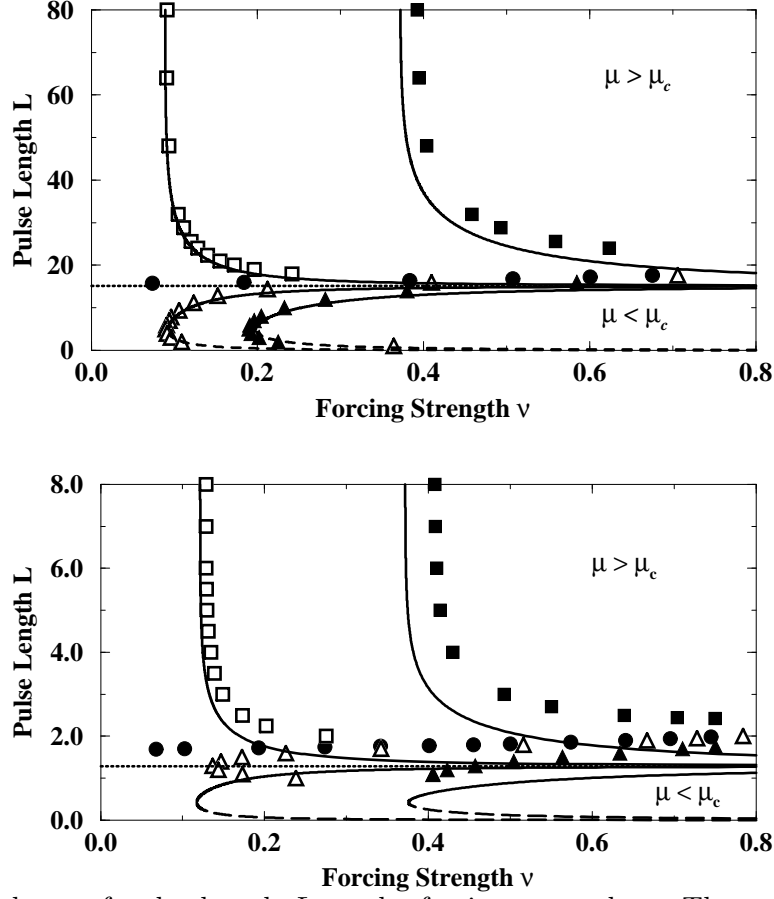 80
60
40
20
0
Pulse Length L
μ > μc
μ < μc
0.0 0.2 0.4 0.6 0.8
Forcing Strength ν
8.0
6.0
4.0
2.0
0.0
Pulse Length L
μ > μc
μ < μc
0.0 0.2 0.4 0.6 0.8
Forcing Strength ν